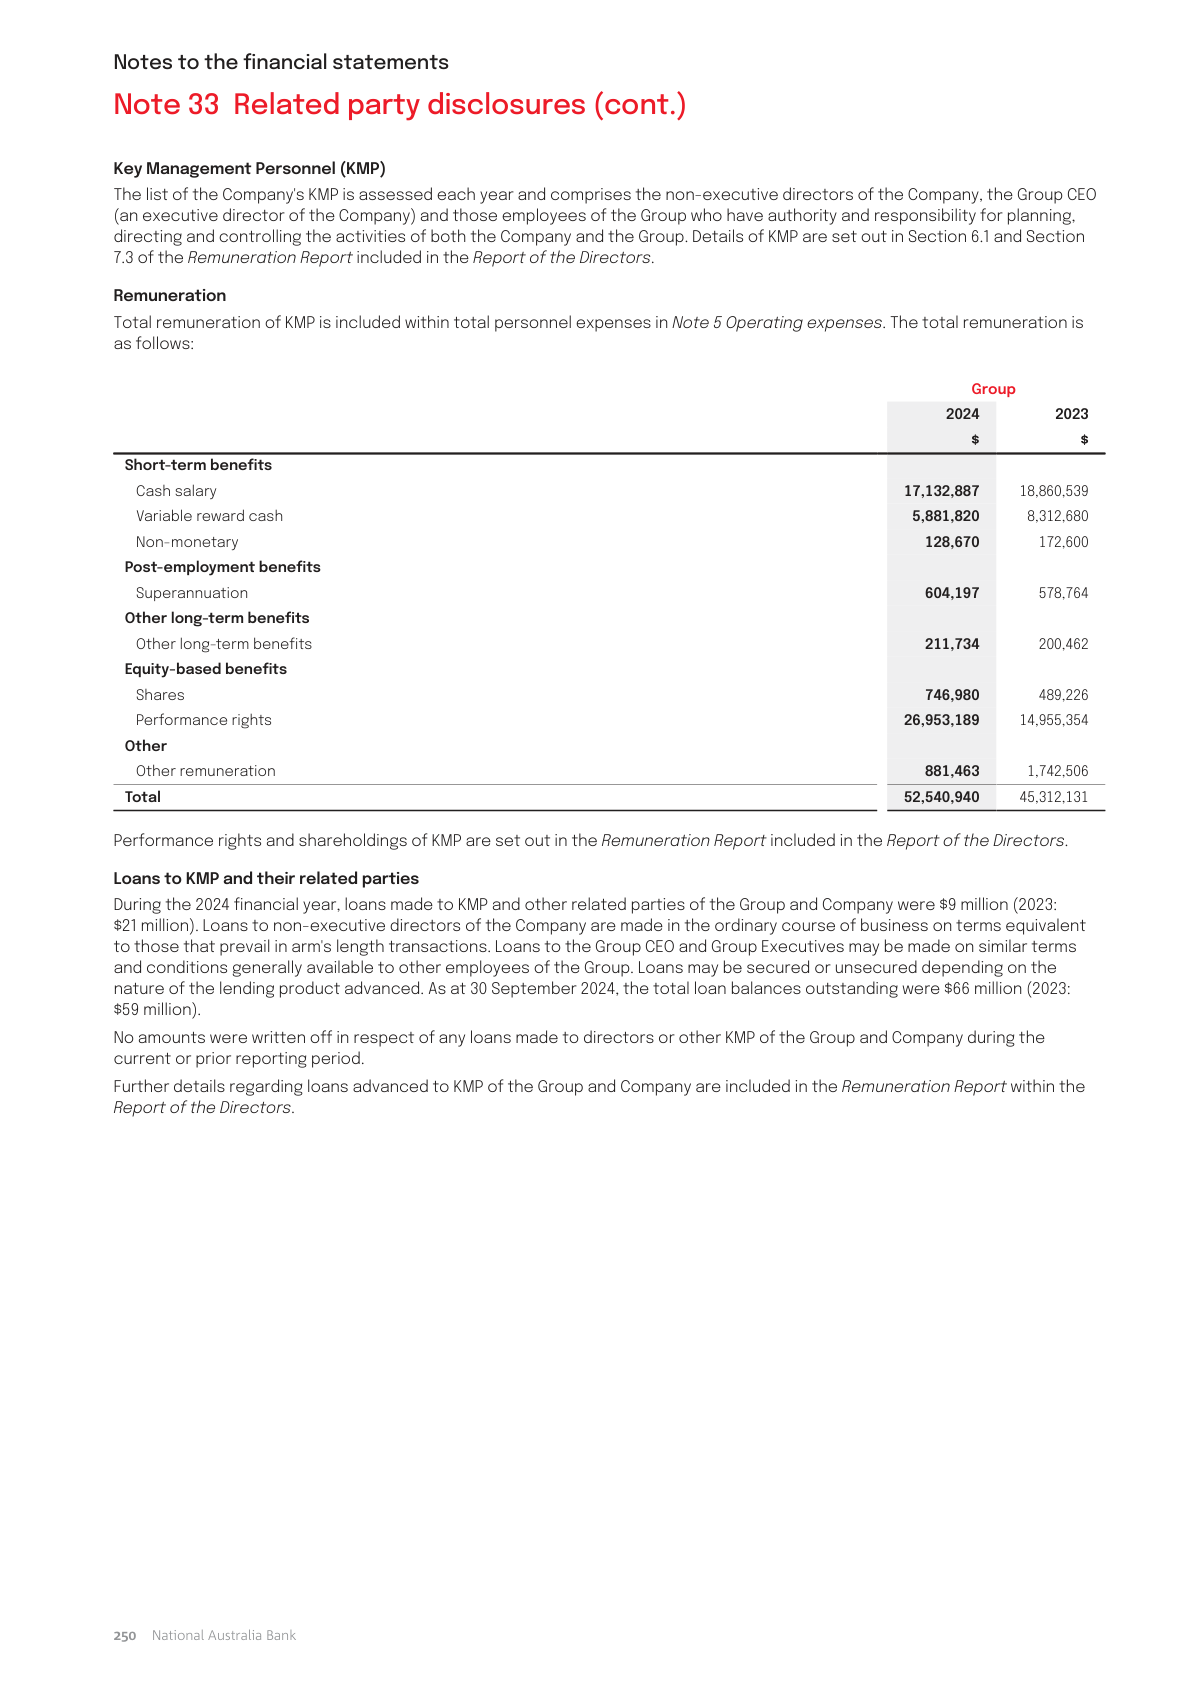 Notes to the financial statements
Note 33 Related party disclosures (cont.)
Key Management Personnel (KMP)
The list of the Company's KMP is assessed each year and comprises the non-executive directors of the Company, the Group CEO
(an executive director of the Company) and those employees of the Group who have authority and responsibility for planning,
directing and controlling the activities of both the Company and the Group. Details of KMP are set out in Section 6.1 and Section
7.3 of the Remuneration Report included in the Report of the Directors.
Remuneration
Total remuneration of KMP is included within total personnel expenses in Note 5 Operating expenses. The total remuneration is
as follows:
Group
2024 2023
$ $
Short-term benefits
Cash salary 17,132,887 18,860,539
Variable reward cash 5,881,820 8,312,680
Non-monetary 128,670 172,600
Post-employment benefits
Superannuation 604,197 578,764
Other long-term benefits
Other long-term benefits 211,734 200,462
Equity-based benefits
Shares 746,980 489,226
Performance rights 26,953,189 14,955,354
Other
Other remuneration 881,463 1,742,506
Total 52,540,940 45,312,131
Performance rights and shareholdings of KMP are set out in the Remuneration Report included in the Report of the Directors.
Loans to KMP and their related parties
During the 2024 financial year, loans made to KMP and other related parties of the Group and Company were $9 million (2023:
$21 million). Loans to non-executive directors of the Company are made in the ordinary course of business on terms equivalent
to those that prevail in arm's length transactions. Loans to the Group CEO and Group Executives may be made on similar terms
and conditions generally available to other employees of the Group. Loans may be secured or unsecured depending on the
nature of the lending product advanced. As at 30 September 2024, the total loan balances outstanding were $66 million (2023:
$59 million).
No amounts were written off in respect of any loans made to directors or other KMP of the Group and Company during the
current or prior reporting period.
Further details regarding loans advanced to KMP of the Group and Company are included in the Remuneration Report within the
Report of the Directors.
250 National Australia Bank